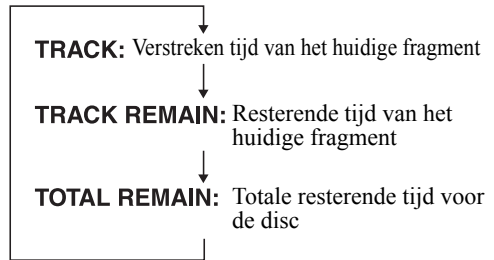 TRACK: Verstreken tijd van het huidige fragment
TRACK REMAIN: Resterende tijd van het
huidige fragment
TOTAL REMAIN: Totale resterende tijd voor
de disc